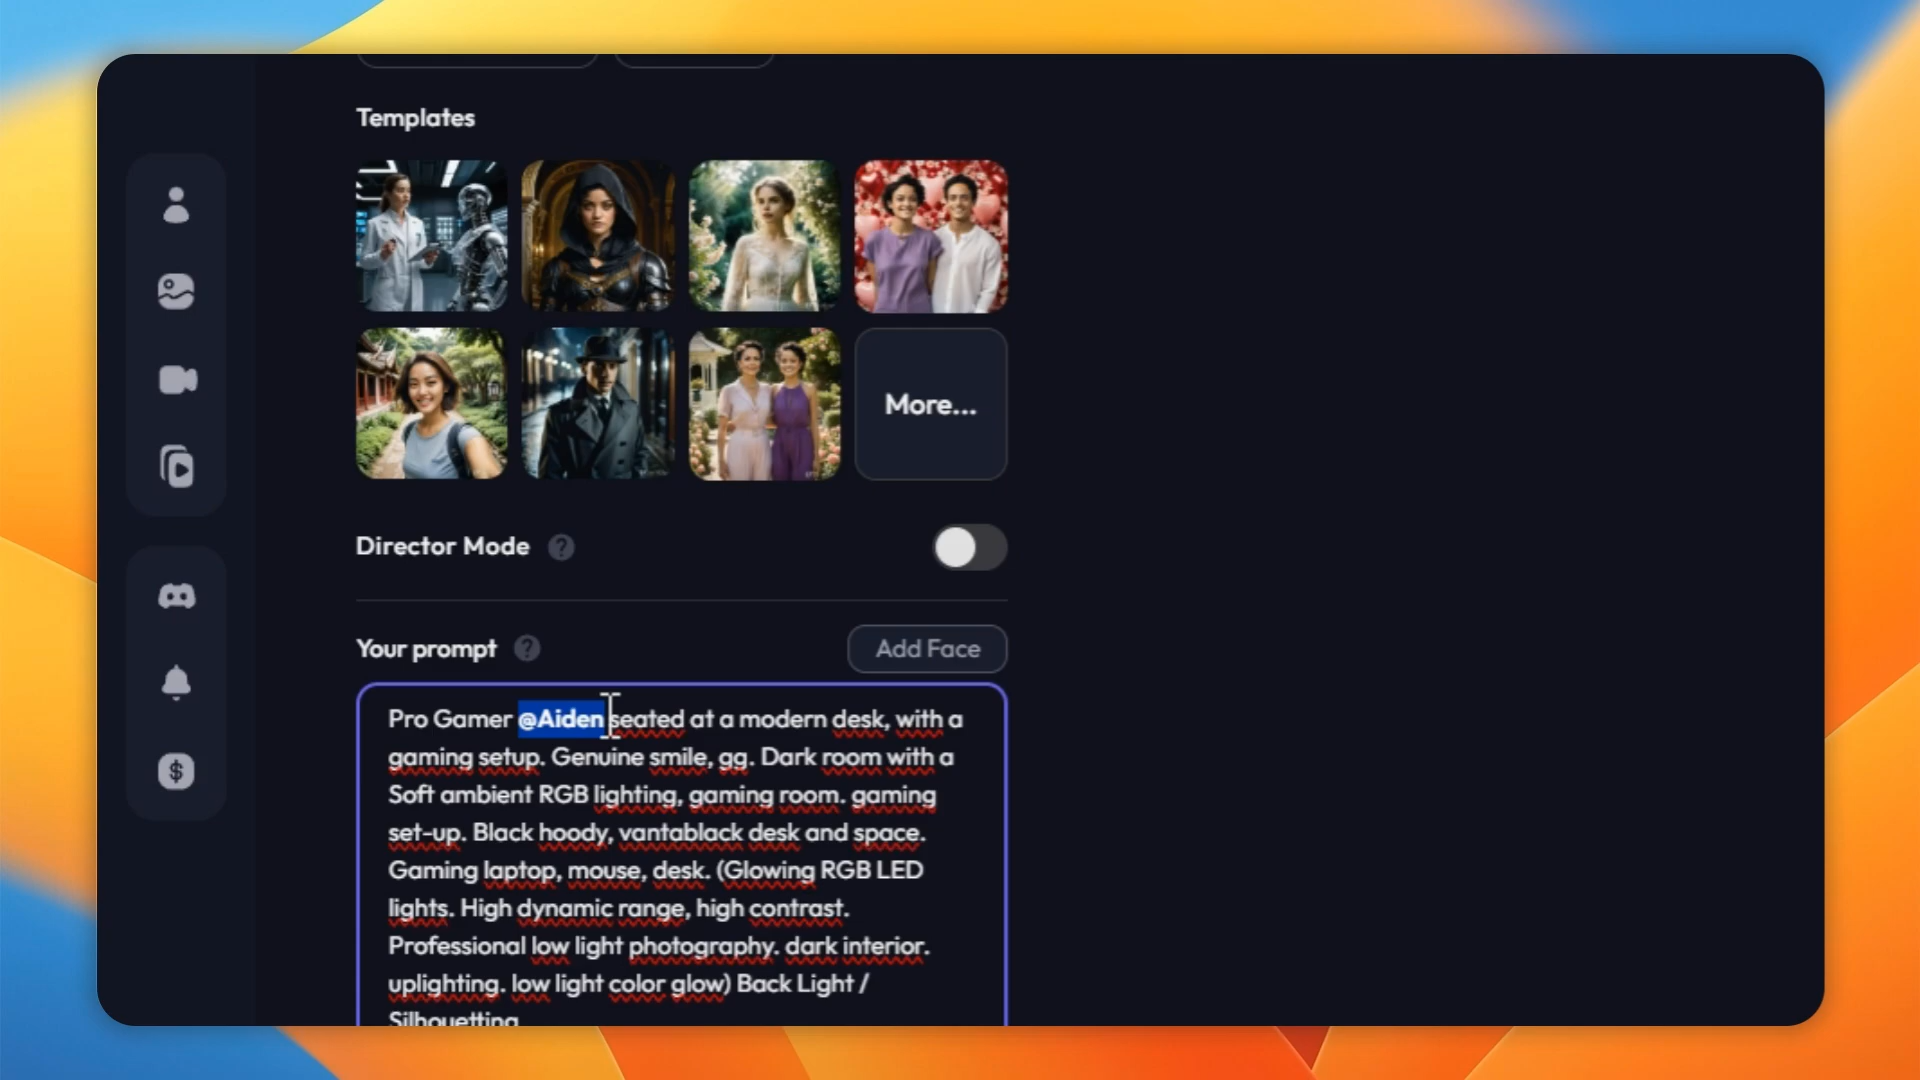 Templates
More...
Director Mode ?
Your prompt ?
Add Face
Pro Gamer @Aiden seated at a modern desk, with a
gaming setup. Genuine smile, gg. Dark room with a
Soft ambient RGB lighting, gaming room. gaming
set-up. Black hoody, vantablack desk and space.
Gaming laptop, mouse, desk. (Glowing RGB LED
lights. High dynamic range, high contrast.
Professional low light photography. dark interior.
uplighting. low light color glow) Back Light /
Silhouetting